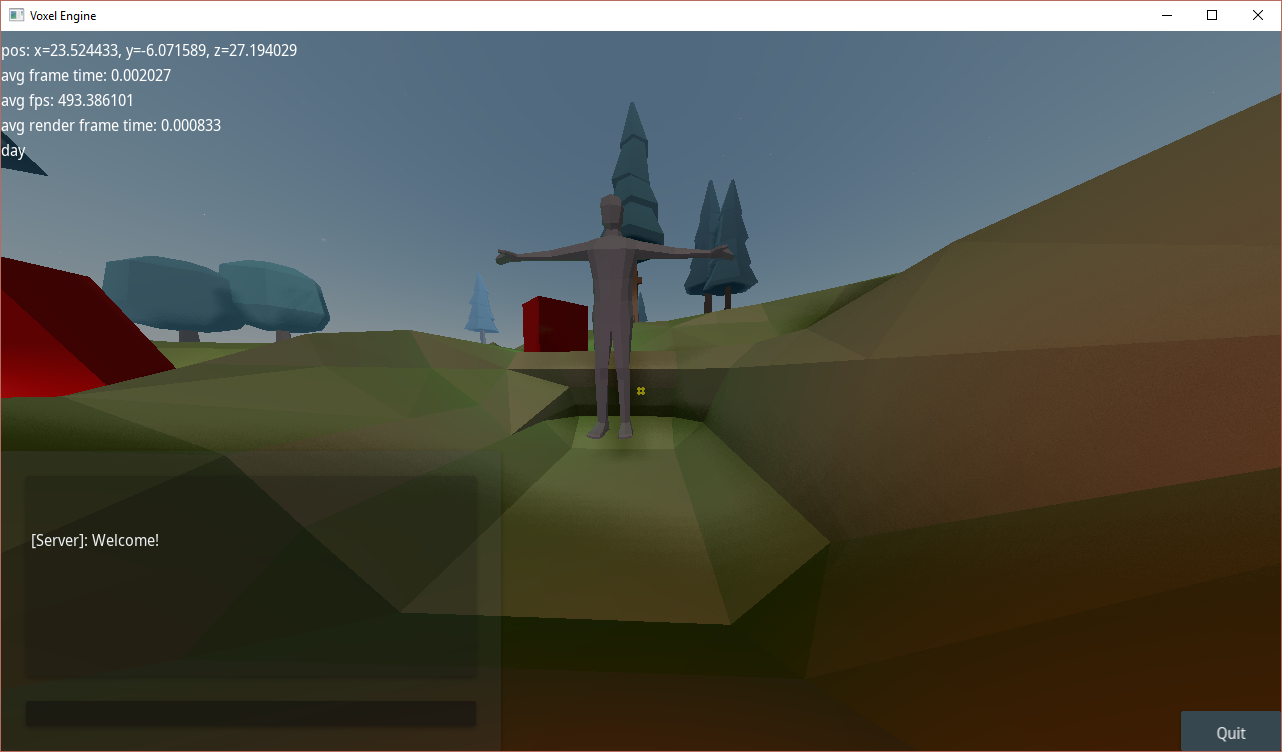 Voxel Engine
pos: x=23.524433, y=-6.071589, z=27.194029
avg frame time: 0.002027
avg fps: 493.386101
avg render frame time: 0.000833
day
[Server]: Welcome!
Quit